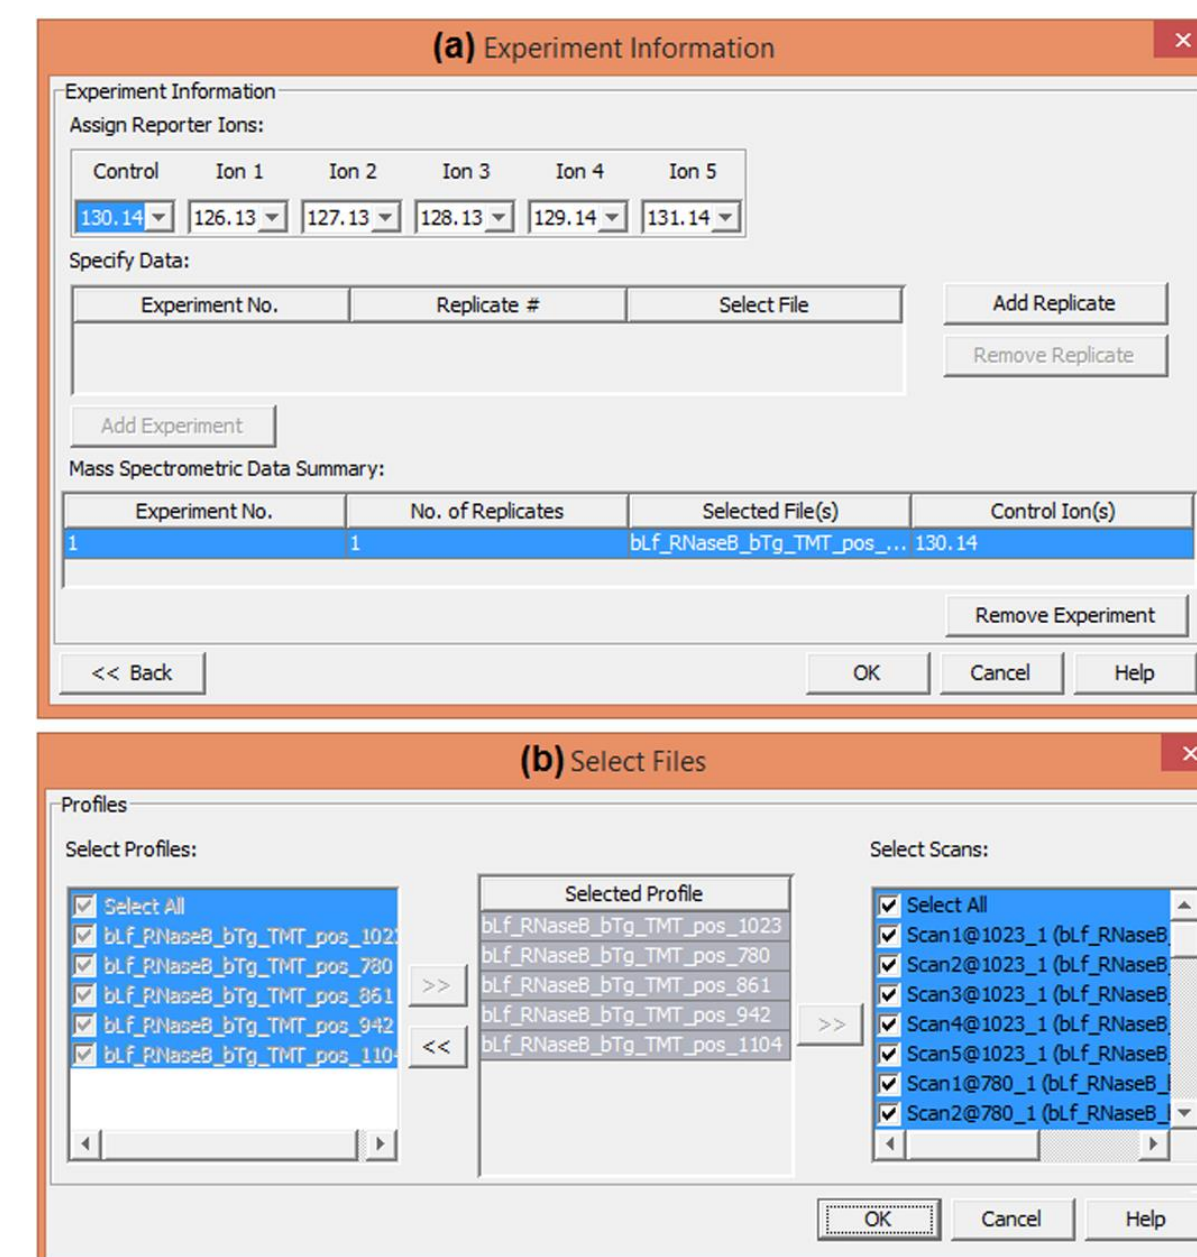 (a) Experiment Information
Experiment Information
Assign Reporter Ions:
Control Ion 1 Ion 2 Ion 3 Ion 4 Ion 5
130.14 126.13 127.13 128.13 129.14 131.14
Specify Data:
Experiment No. Replicate # Select File Add Replicate
Remove Replicate
Add Experiment
Mass Spectrometric Data Summary:
Experiment No. No. of Replicates Selected File(s) Control Ion(s)
1 1 bLf_RNaseB_bTg_TMT_pos_... 130.14
Remove Experiment
<< Back OK Cancel Help
(b) Select Files
Profiles
Select Profiles: Select Scans:
Select All
bLf_RNaseB_bTg_TMT_pos_102
bLf_RNaseB_bTg_TMT_pos_780
bLf_RNaseB_bTg_TMT_pos_861
bLf_RNaseB_bTg_TMT_pos_942
bLf_RNaseB_bTg_TMT_pos_110
>>
<<
Selected Profile
bLf_RNaseB_bTg_TMT_pos_1023
bLf_RNaseB_bTg_TMT_pos_780
bLf_RNaseB_bTg_TMT_pos_861
bLf_RNaseB_bTg_TMT_pos_942
bLf_RNaseB_bTg_TMT_pos_1104
>>
Select All
Scan1@1023_1 (bLf_RNaseB
Scan2@1023_1 (bLf_RNaseB
Scan3@1023_1 (bLf_RNaseB
Scan4@1023_1 (bLf_RNaseB
Scan5@1023_1 (bLf_RNaseB
Scan1@780_1 (bLf_RNaseB_
Scan2@780_1 (bLf_RNaseB_
OK Cancel Help